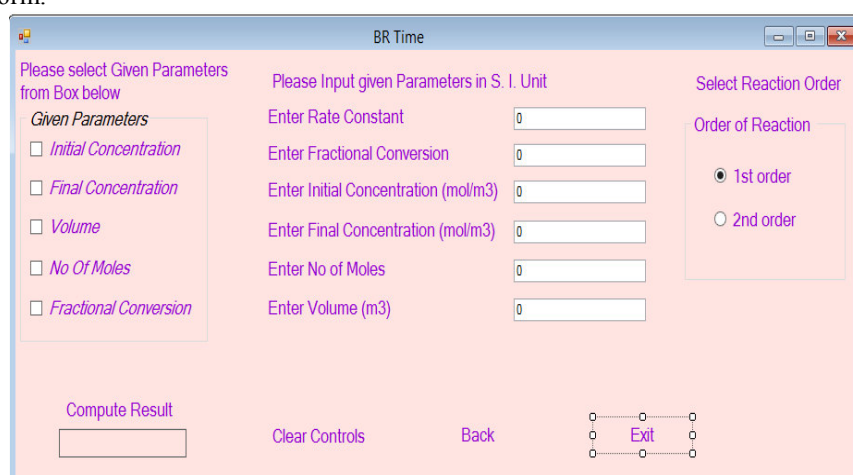 orm.
BR Time
Please select Given Parameters
from Box below
Given Parameters
Initial Concentration
Final Concentration
Volume
No Of Moles
Fractional Conversion
Please Input given Parameters in S. I. Unit
Enter Rate Constant 0
Enter Fractional Conversion 0
Enter Initial Concentration (mol/m3) 0
Enter Final Concentration (mol/m3) 0
Enter No of Moles 0
Enter Volume (m3) 0
Select Reaction Order
Order of Reaction
1st order
2nd order
Compute Result
Clear Controls
Back
Exit